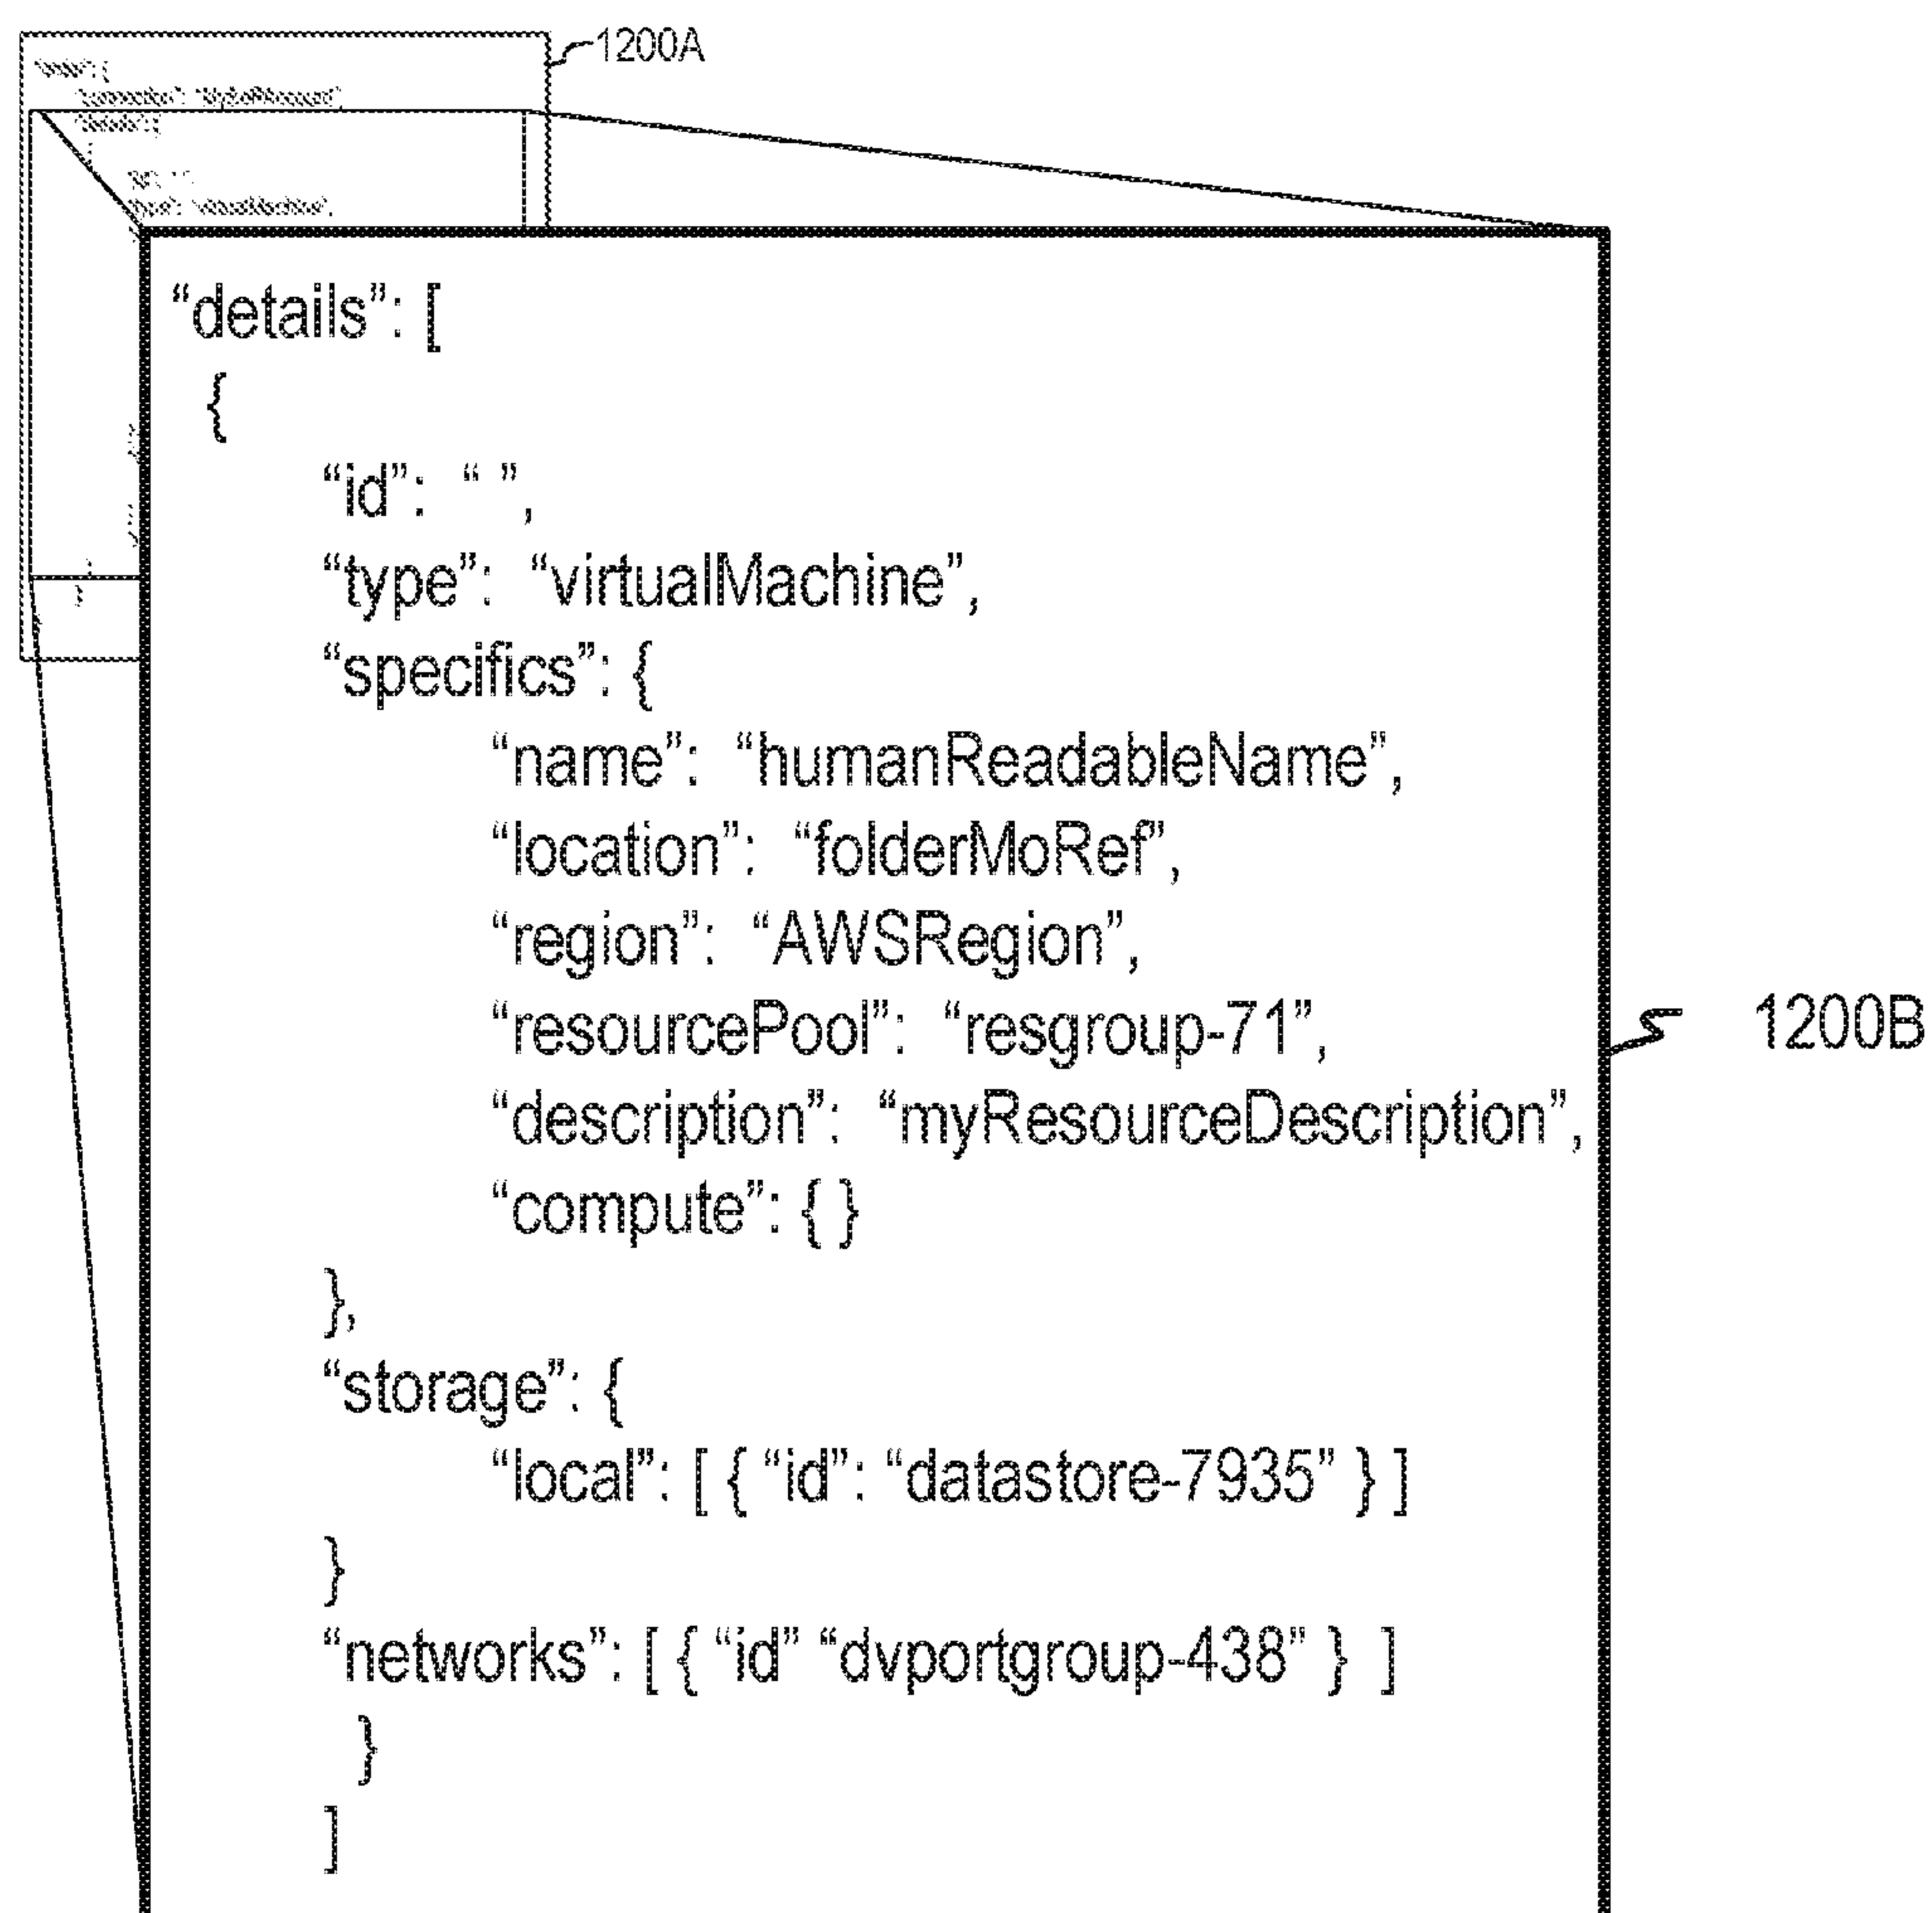 1200A
“details”: [
{
“id”: “ ”,
“type”: “virtualMachine”,
“specifics”: {
“name”: “humanReadableName”,
“location”: “folderMoRef”,
“region”: “AWSRegion”,
“resourcePool”: “resgroup-71”,
“description”: “myResourceDescription”,
1200B
“compute”: { }
},
“storage”: {
“local”: [ { “id”: “datastore-7935” } ]
}
“networks”: [ { “id” “dvportgroup-438” } ]
}
]